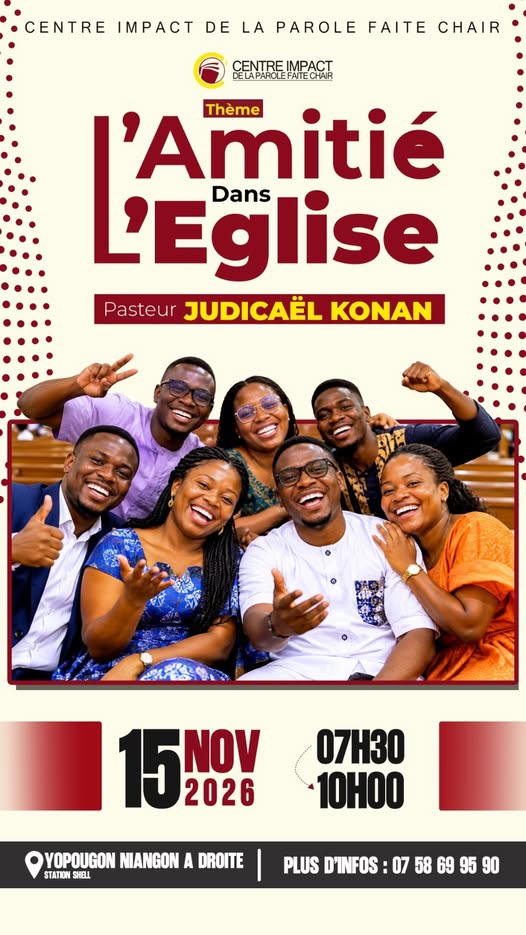 CENTRE IMPACT DE LA PAROLE FAITE CHAIR
CENTRE IMPACT
DE LA PAROLE FAITE CHAIR
Thème
L'Amitié
Dans
L'Eglise
Pasteur JUDICAËL KONAN
15 NOV
2026
07H30
10H00
YOPOUGON NIANGON A DROITE
STATION SHELL
PLUS D'INFOS : 07 58 69 95 90